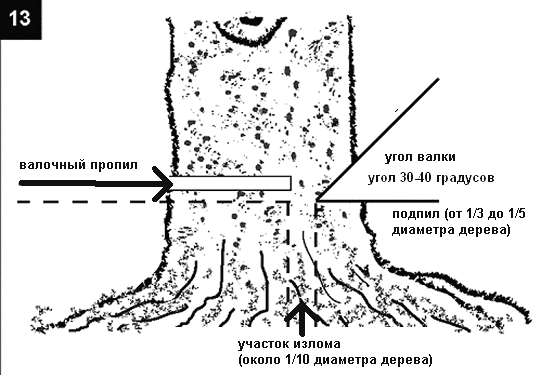 13
валочный пропил
угол валки
угол 30-40 градусов
подпил (от 1/3 до 1/5
диаметра дерева)
участок излома
(около 1/10 диаметра дерева)